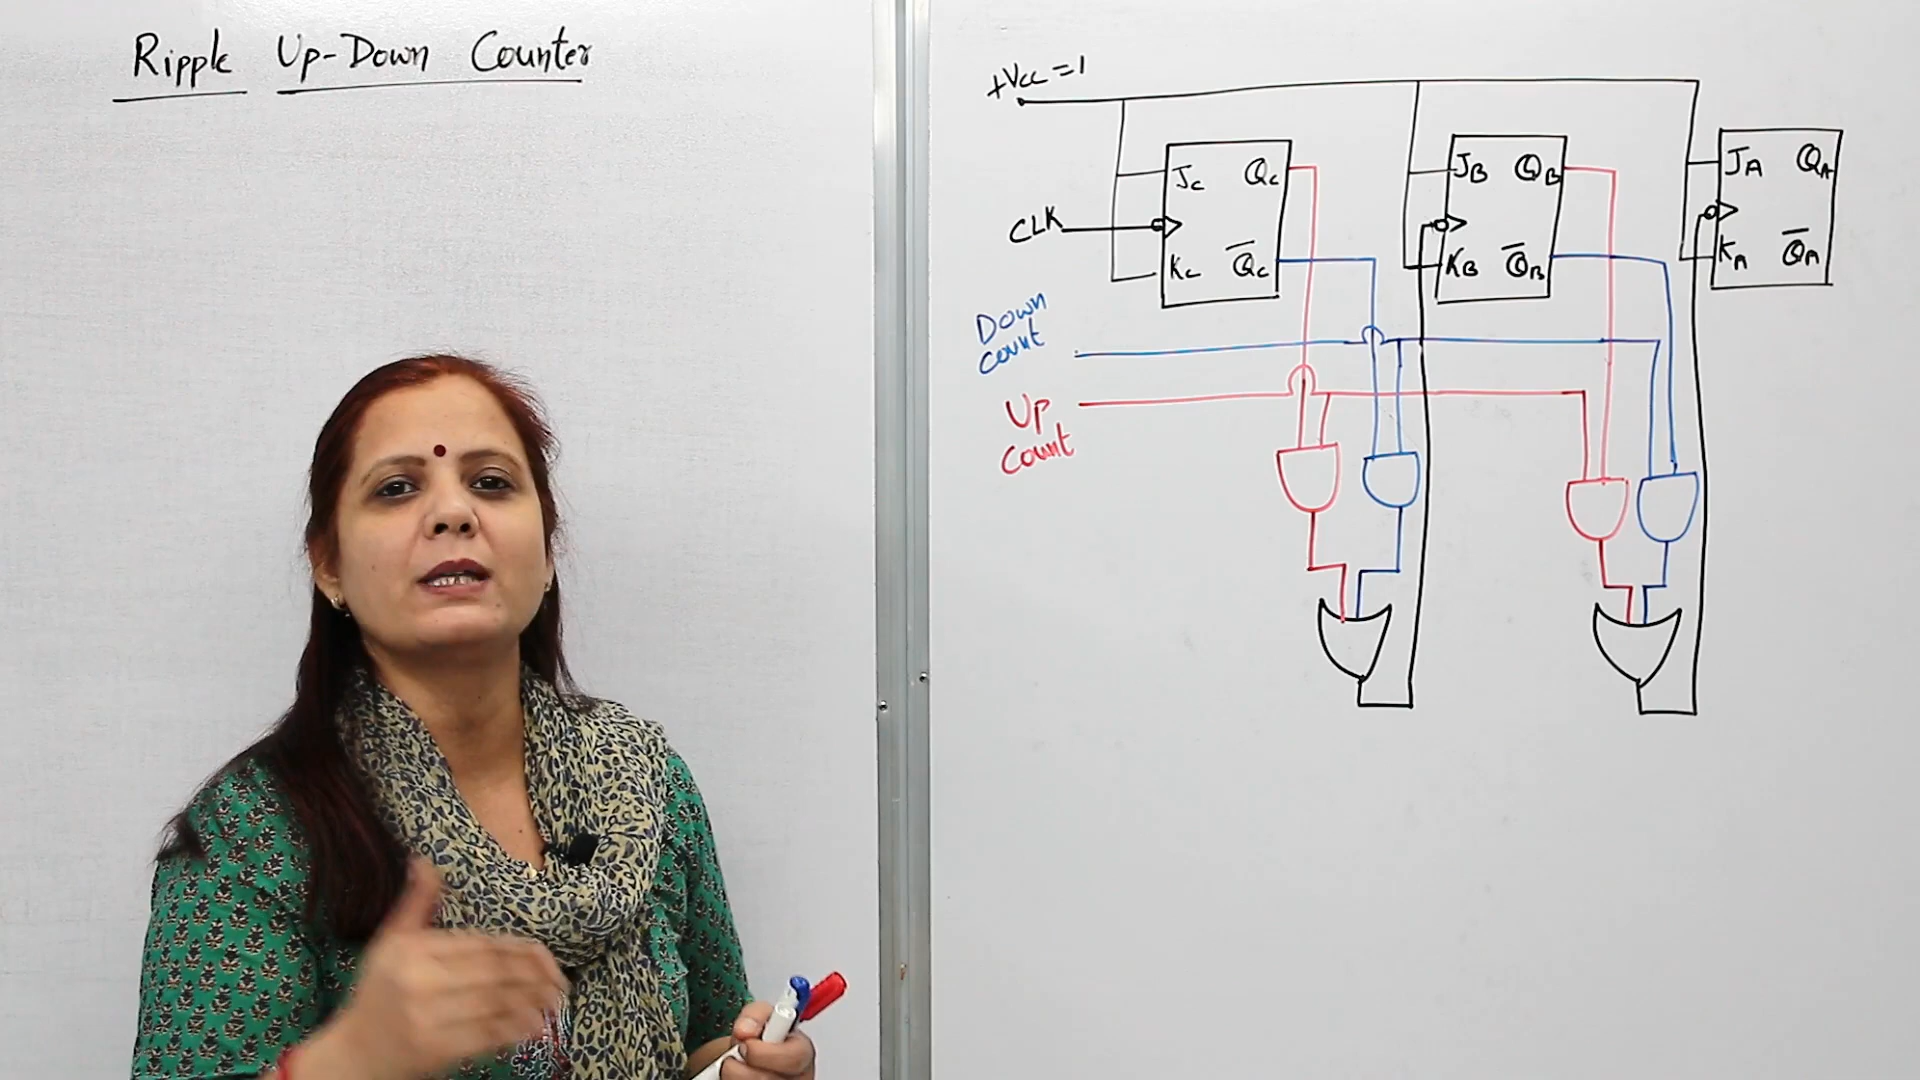 Ripple Up-Down Counter
+Vcc = 1
Jc Qc
CLK
Kc Q̅c
JB QB
KB Q̅B
JA QA
KA Q̅A
Down
count
Up
Count